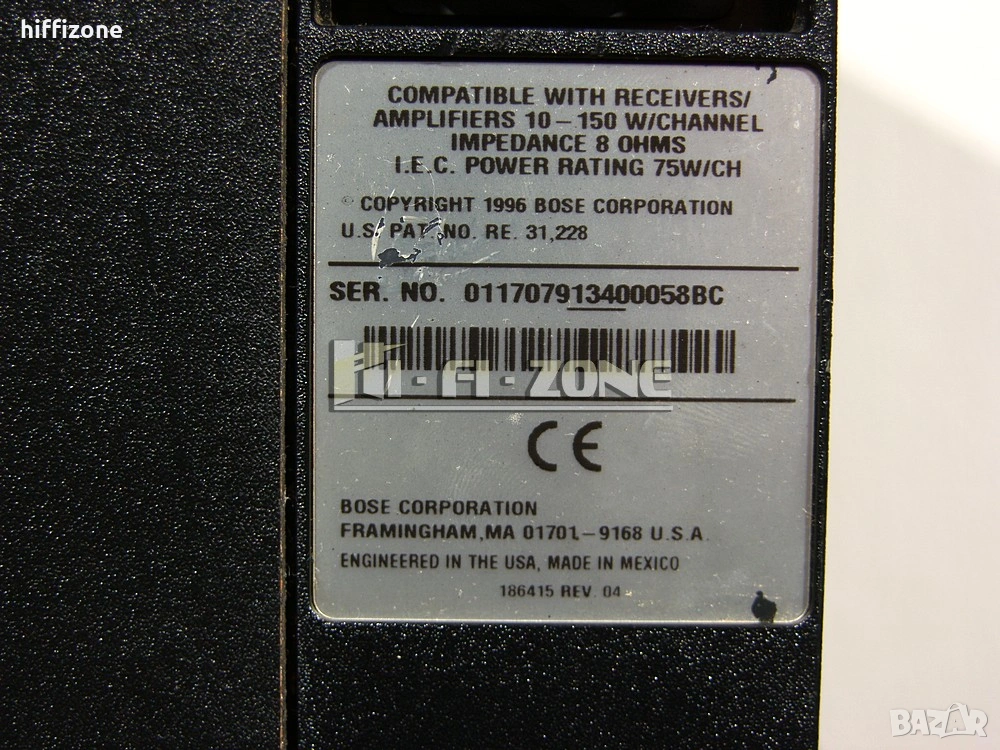 hiffizone
COMPATIBLE WITH RECEIVERS/
AMPLIFIERS 10-150 W/CHANNEL
IMPEDANCE 8 OHMS
I.E.C. POWER RATING 75W/CH
© COPYRIGHT 1996 BOSE CORPORATION
U.S. PAT. NO. RE. 31,228
SER. NO. 011707913400058BC
HI-FI-ZONE
CE
BOSE CORPORATION
FRAMINGHAM, MA 01701-9168 U.S.A.
ENGINEERED IN THE USA, MADE IN MEXICO
186415 REV. 04
BAZAR